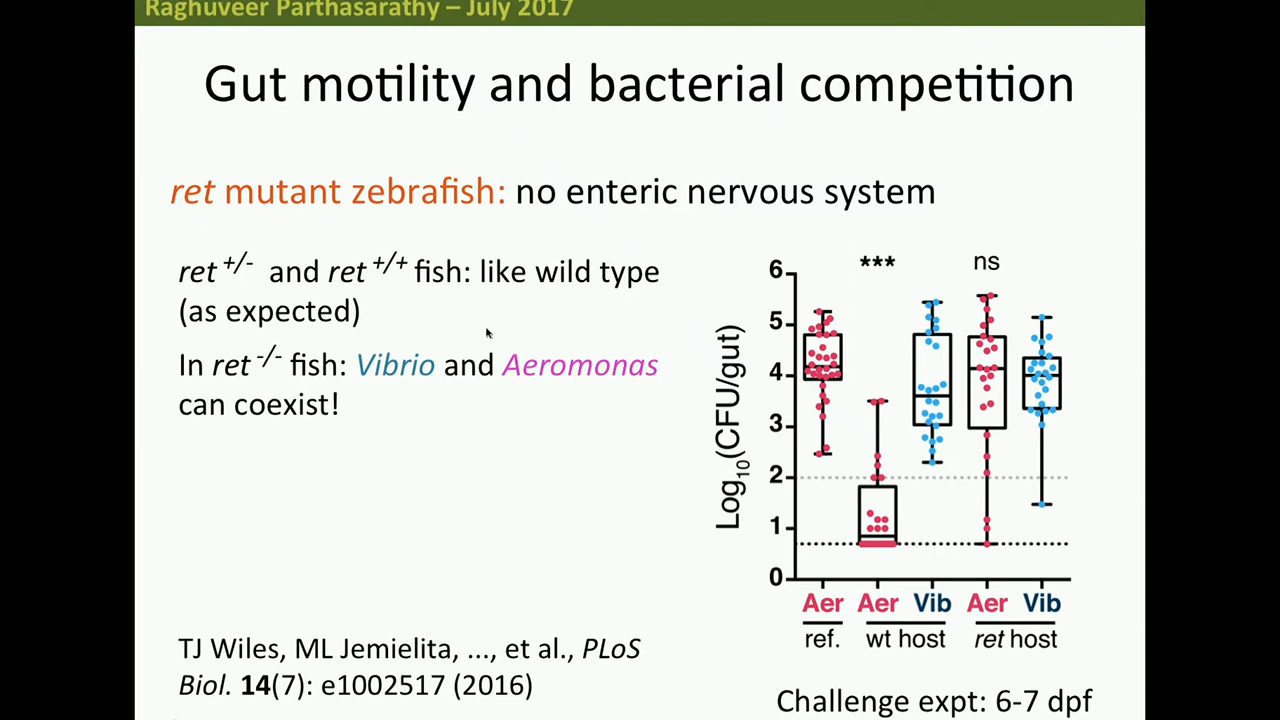 Raghuveer Parthasarathy – July 2017
Gut motility and bacterial competition
ret mutant zebrafish: no enteric nervous system
ret +/- and ret +/+ fish: like wild type
(as expected)
In ret -/- fish: Vibrio and Aeromonas
can coexist!
TJ Wiles, ML Jemielita, ..., et al., PLoS
Biol. 14(7): e1002517 (2016)
*** ns
Log10(CFU/gut)
6
5
4
3
2
1
0
Aer Aer Vib Aer Vib
ref. wt host ret host
Challenge expt: 6-7 dpf